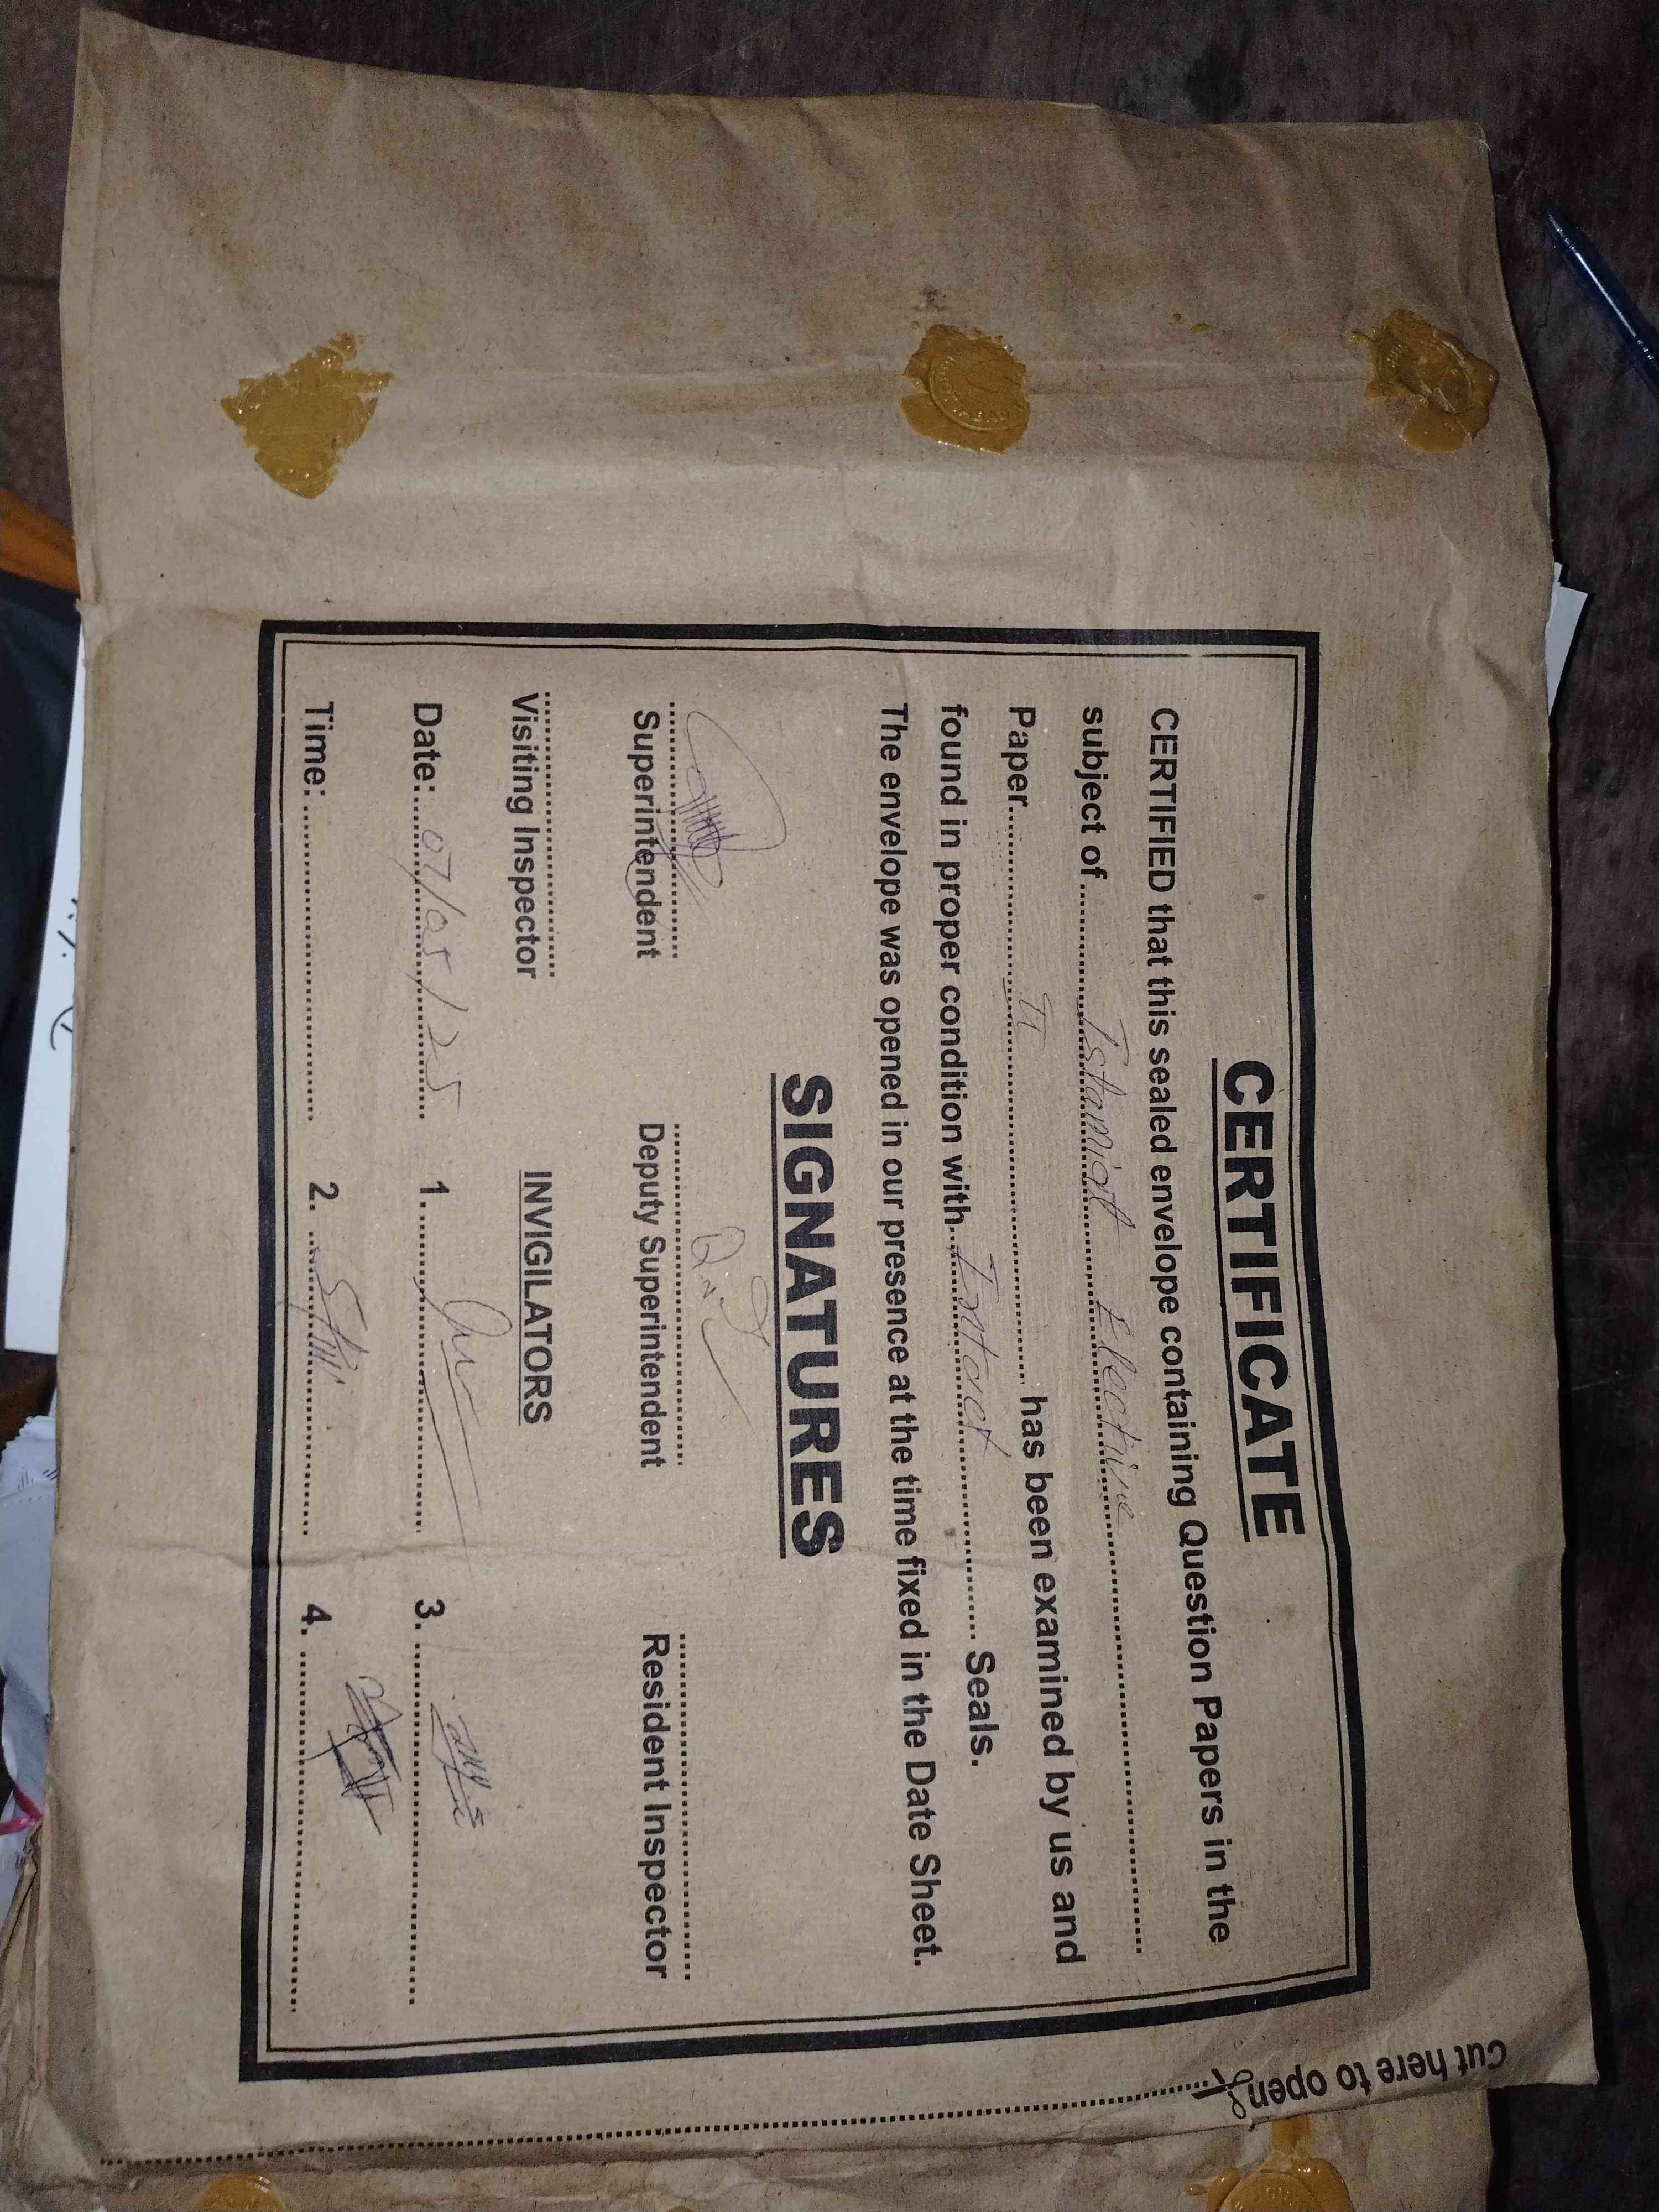 CERTIFICATE
CERTIFIED that this sealed envelope containing Question Papers in the
subject of.......... Islamiat Elective ..........
Paper.......... II .......... has been examined by us and
found in proper condition with.......... Intact .......... Seals.
The envelope was opened in our presence at the time fixed in the Date Sheet.
SIGNATURES
Superintendent Deputy Superintendent Resident Inspector
Visiting Inspector INVIGILATORS
Date:.......... 07/05/25 1. .......... 3. ..........
Time:.......... 2. .......... 4. ..........
Cut here to open